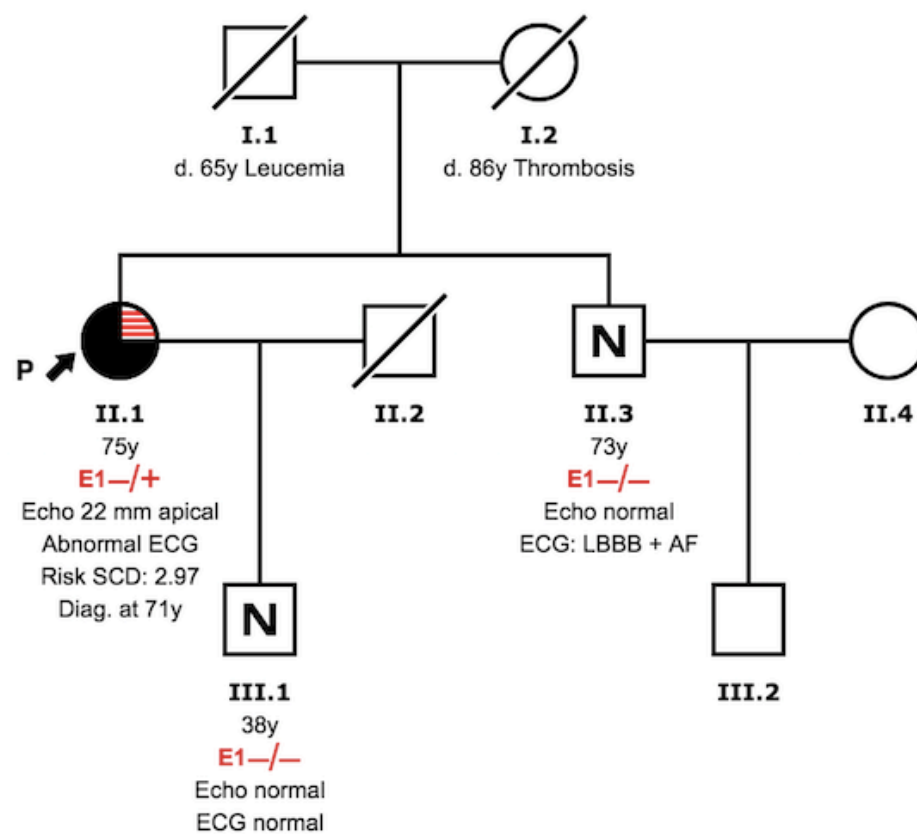 I.1
d. 65y Leucemia
I.2
d. 86y Thrombosis
P
II.1
75y
E1—/+
Echo 22 mm apical
Abnormal ECG
Risk SCD: 2.97
Diag. at 71y
II.2
N
II.3
73y
E1—/—
Echo normal
ECG: LBBB + AF
II.4
N
III.1
38y
E1—/—
Echo normal
ECG normal
III.2